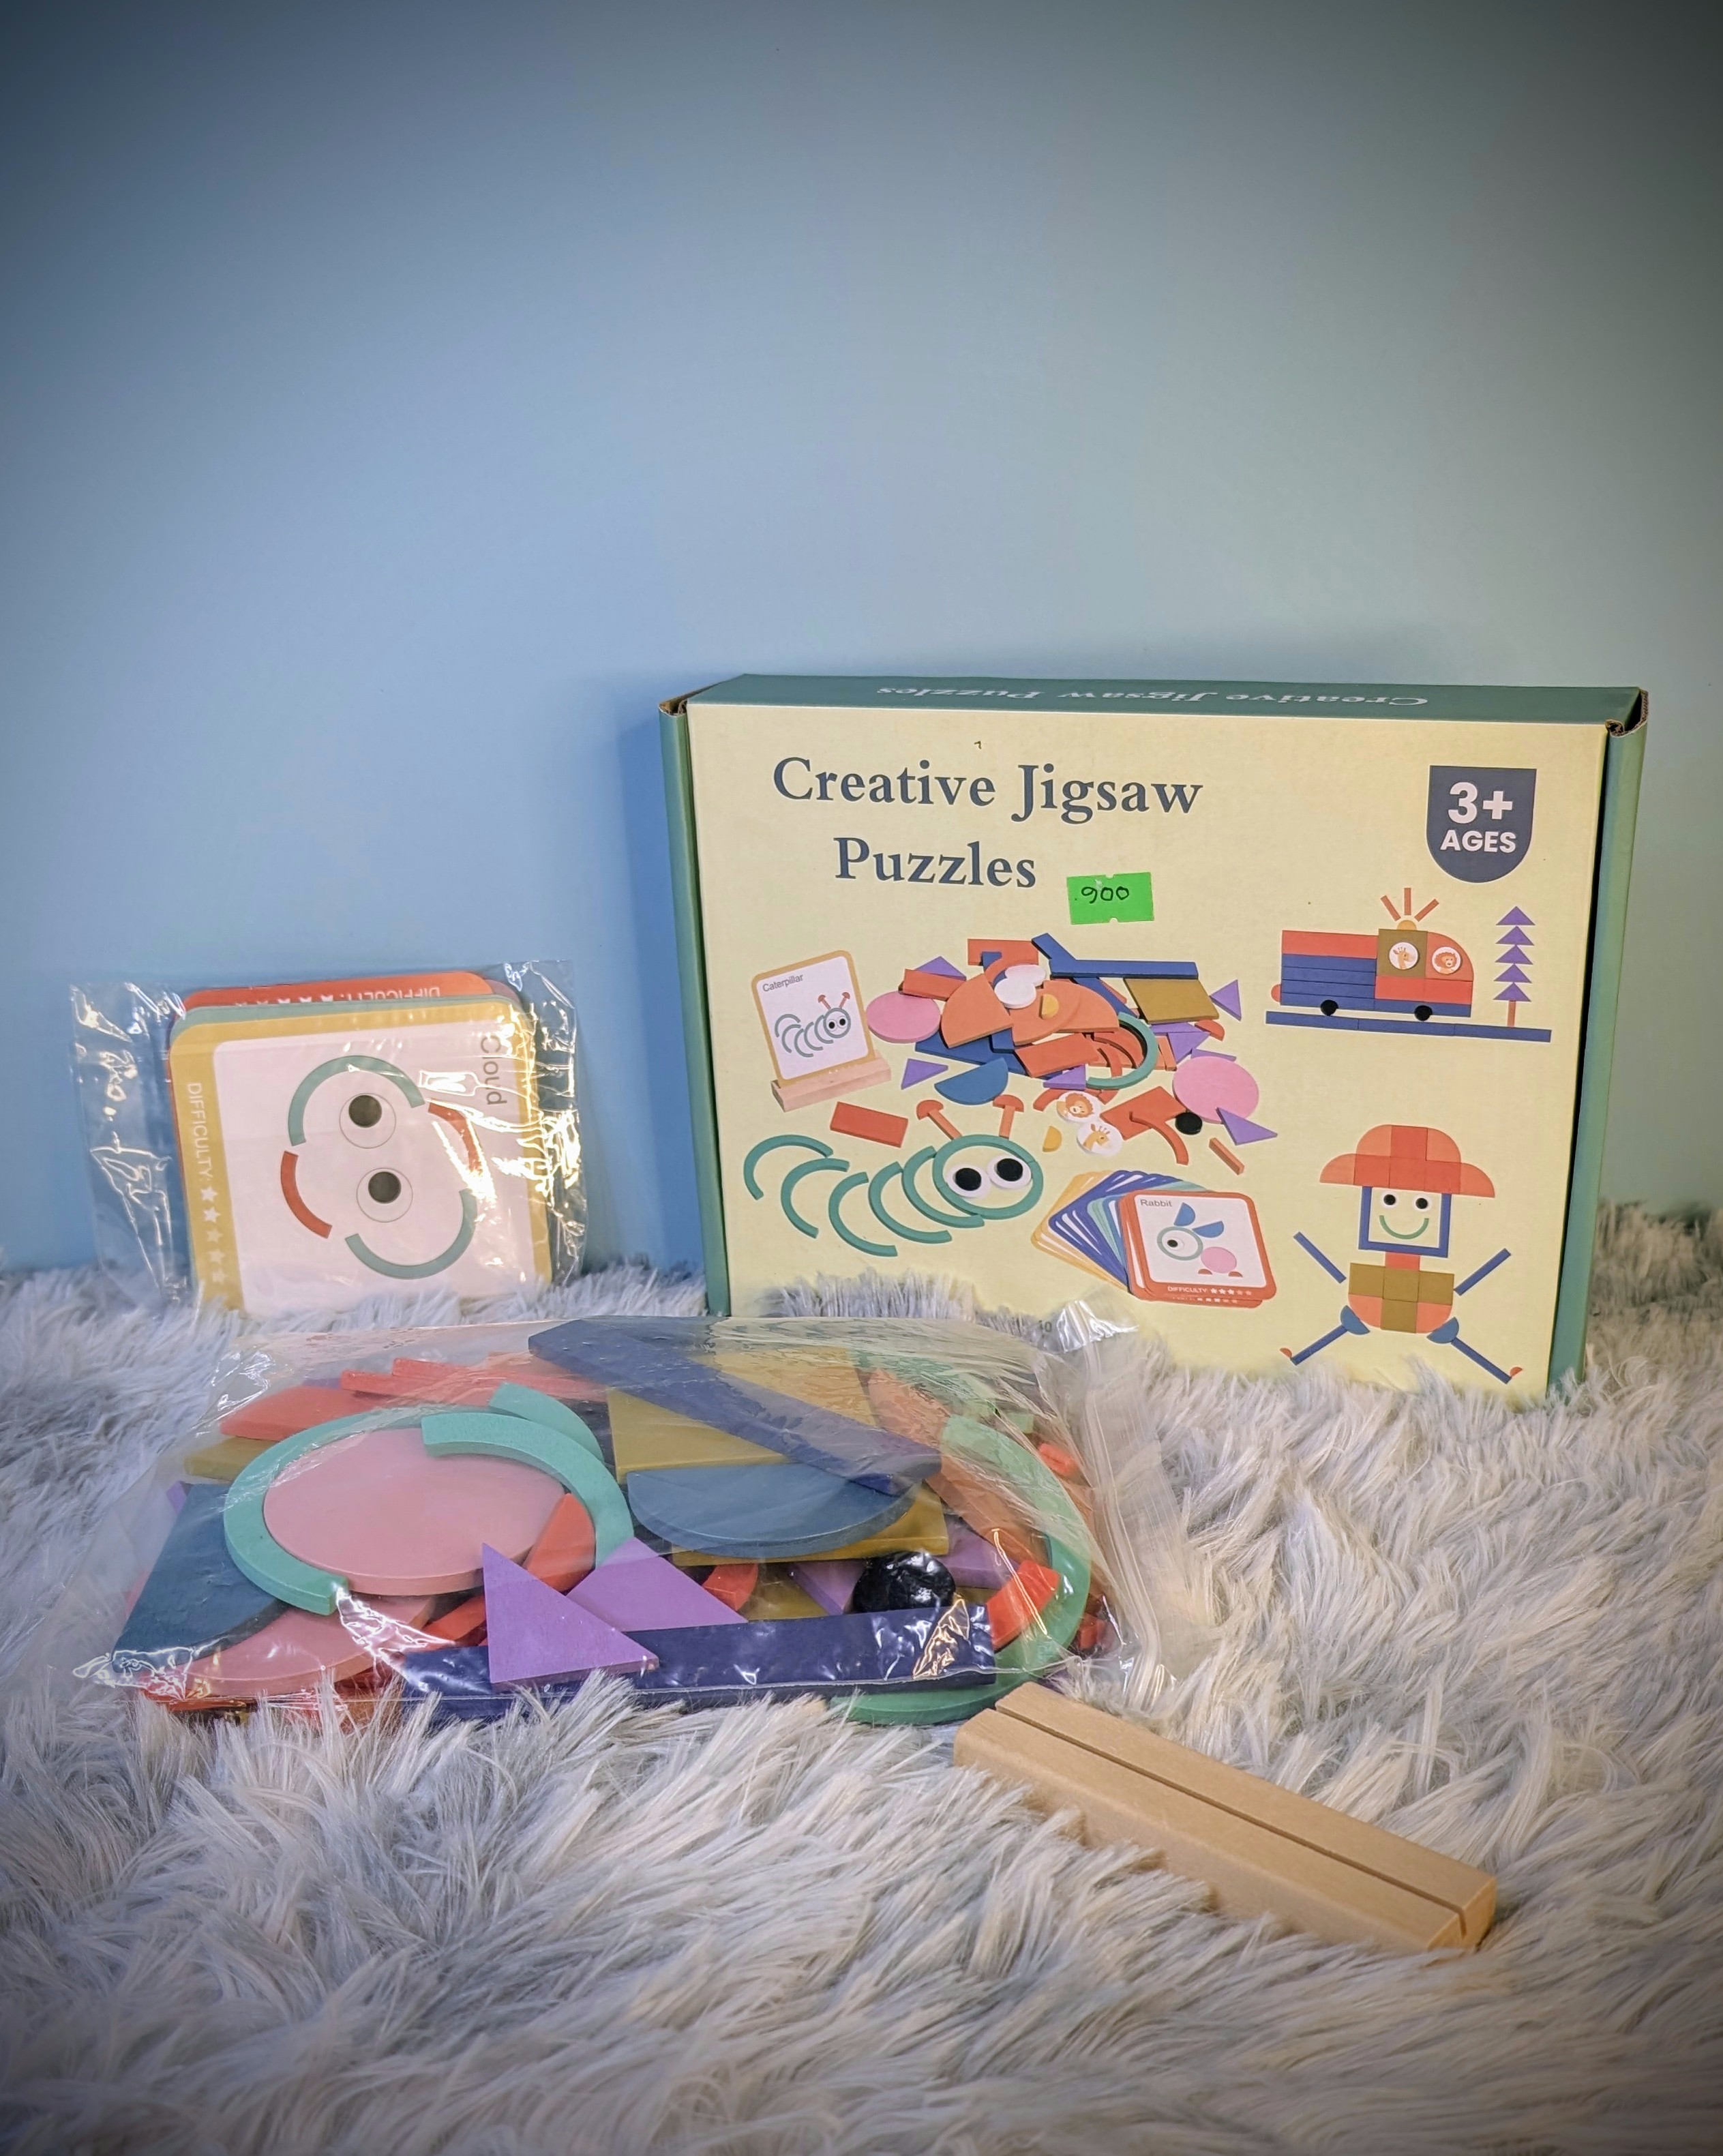 Creative Jigsaw Puzzles
Creative Jigsaw
Puzzles
3+
AGES
900
Caterpillar
Rabbit
DIFFICULTY:
DIFFICULTY:
Cloud
DIFFICULTY: